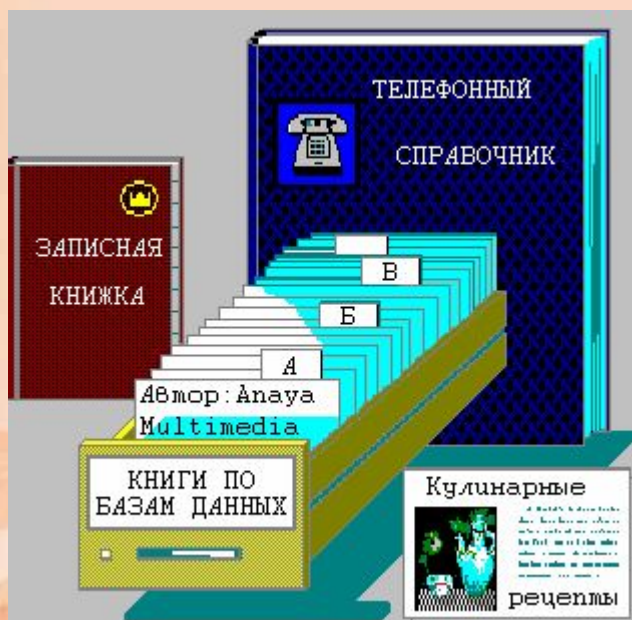 ТЕЛЕФОННЫЙ
СПРАВОЧНИК
ЗАПИСНАЯ
КНИЖКА
В
Б
А
Автор:Anaya
Multimedia
КНИГИ ПО
БАЗАМ ДАННЫХ
Кулинарные
рецепты